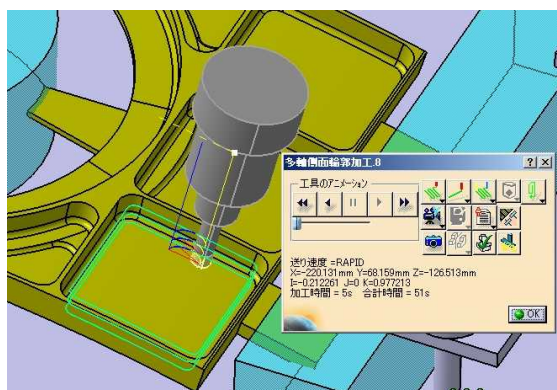 多軸側面輪郭加工.8
工具のアニメーション
送り速度 =RAPID
X=-220.131mm Y=68.159mm Z=-126.513mm
I=-0.212261 J=0 K=0.977213
加工時間 = 5s 合計時間 = 51s
OK